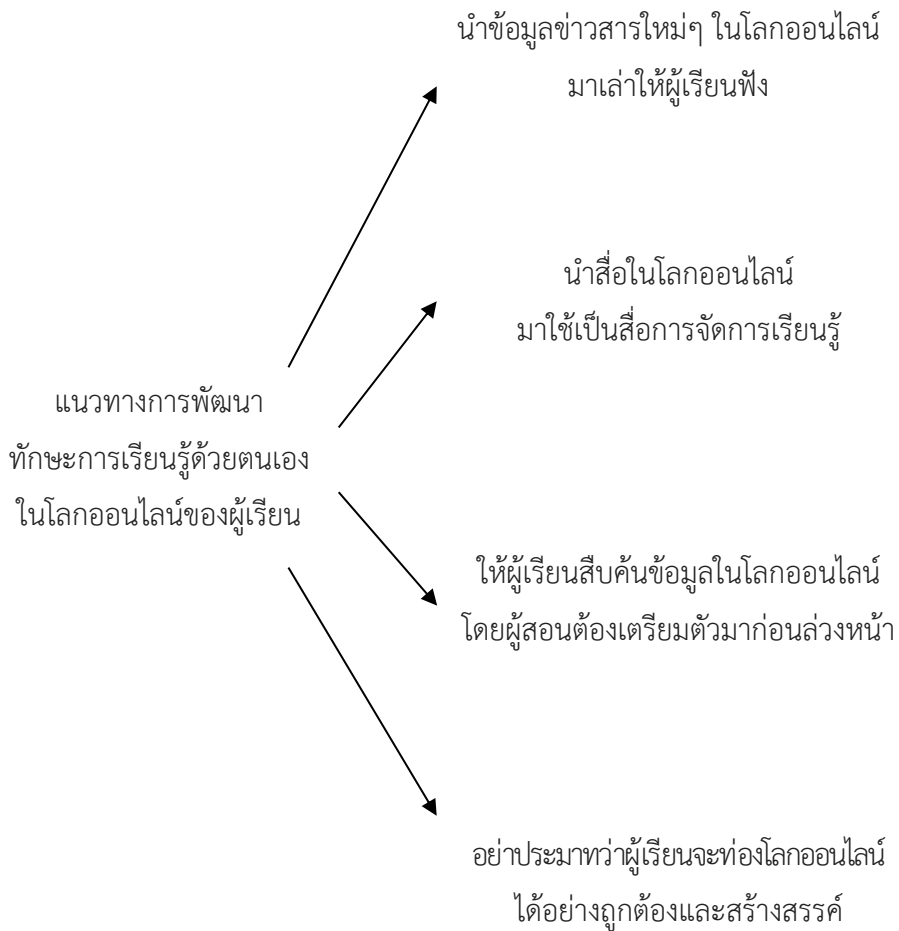 นำข้อมูลข่าวสารใหม่ๆ ในโลกออนไลน์
มาเล่าให้ผู้เรียนฟัง
นำสื่อในโลกออนไลน์
มาใช้เป็นสื่อการจัดการเรียนรู้
แนวทางการพัฒนา
ทักษะการเรียนรู้ด้วยตนเอง
ในโลกออนไลน์ของผู้เรียน
ให้ผู้เรียนสืบค้นข้อมูลในโลกออนไลน์
โดยผู้สอนต้องเตรียมตัวมาก่อนล่วงหน้า
อย่าประมาทว่าผู้เรียนจะท่องโลกออนไลน์
ได้อย่างถูกต้องและสร้างสรรค์